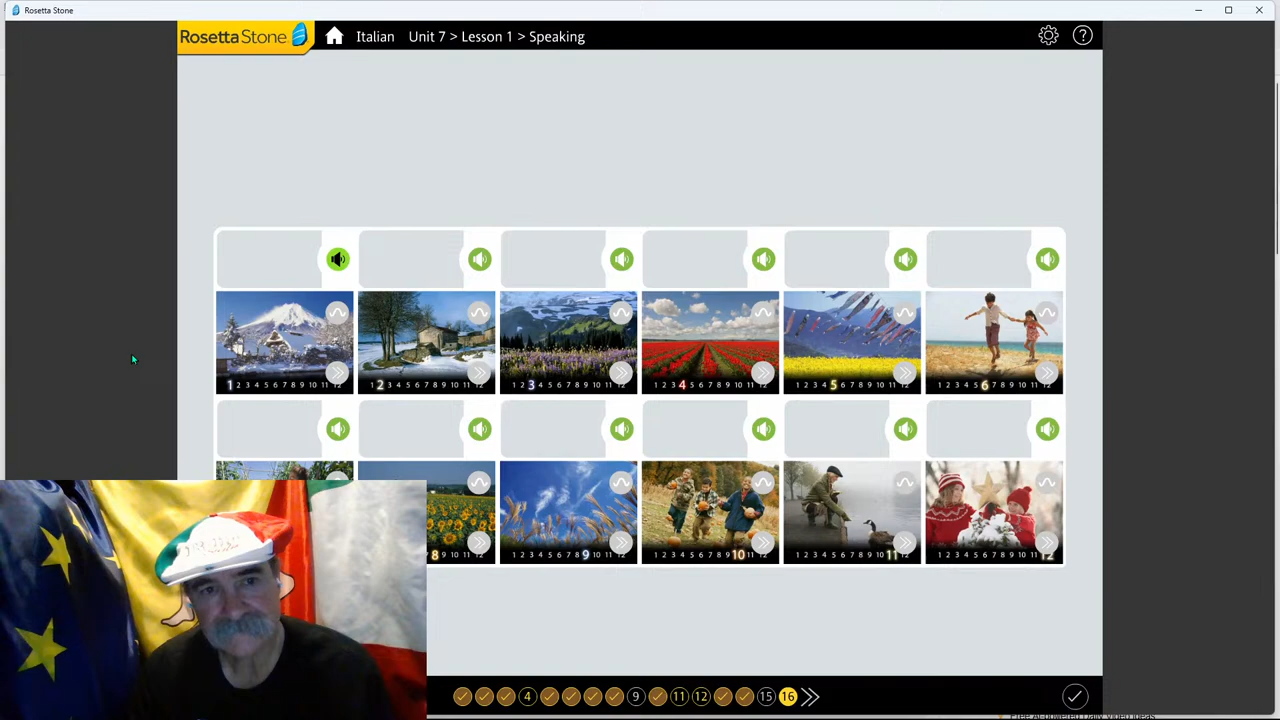 Rosetta Stone
RosettaStone
Italian Unit 7 > Lesson 1 > Speaking
?
1 2 3 4 5 6 7 8 9 10 11 12
1 2 3 4 5 6 7 8 9 10 11 12
1 2 3 4 5 6 7 8 9 10 11 12
1 2 3 4 5 6 7 8 9 10 11 12
1 2 3 4 5 6 7 8 9 10 11 12
1 2 3 4 5 6 7 8 9 10 11 12
8 9 10 11 12
1 2 3 4 5 6 7 8 9 10 11 12
1 2 3 4 5 6 7 8 9 10 11 12
1 2 3 4 5 6 7 8 9 10 11 12
1 2 3 4 5 6 7 8 9 10 11 12
4 9 11 12 15 16
Free AI-powered Daily Video Ideas